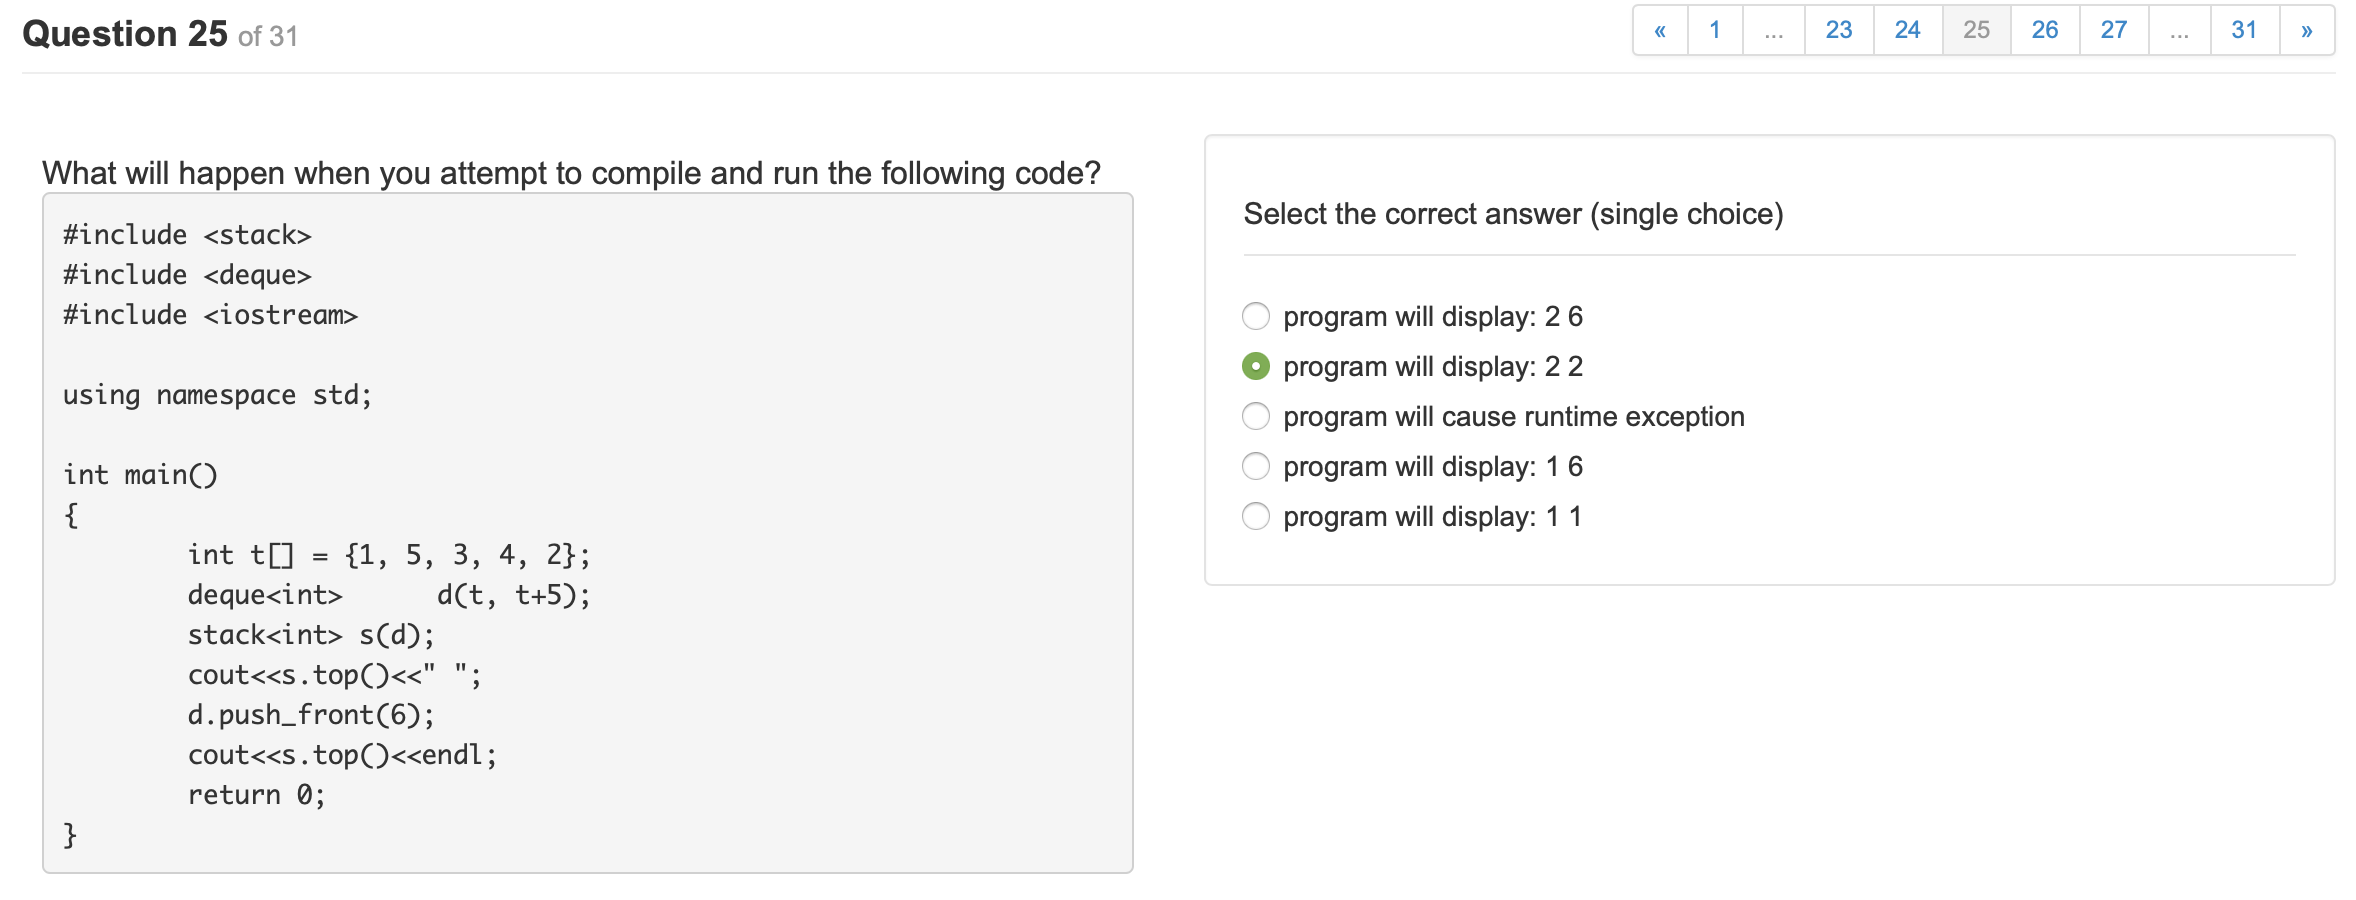 Question 25 of 31
« 1 ... 23 24 25 26 27 ... 31 »
What will happen when you attempt to compile and run the following code?
#include <stack>
#include <deque>
#include <iostream>
using namespace std;
int main()
{
        int t[] = {1, 5, 3, 4, 2};
        deque<int>      d(t, t+5);
        stack<int> s(d);
        cout<<s.top()<<" ";
        d.push_front(6);
        cout<<s.top()<<endl;
        return 0;
}
Select the correct answer (single choice)
program will display: 2 6
program will display: 2 2
program will cause runtime exception
program will display: 1 6
program will display: 1 1